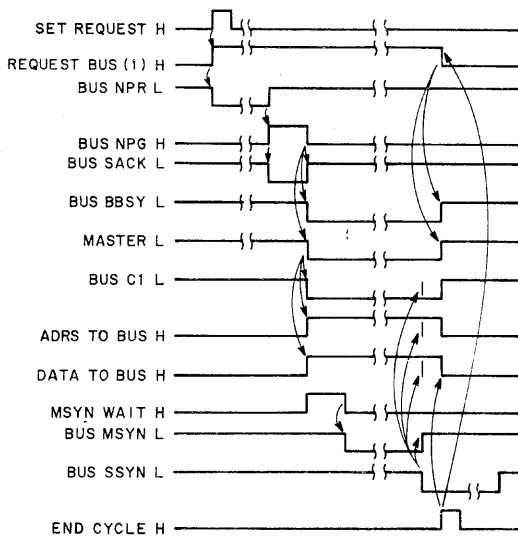 SET REQUEST H
REQUEST BUS (1) H
BUS NPR L
BUS NPG H
BUS SACK L
BUS BBSY L
MASTER L
BUS C1 L
ADRS TO BUS H
DATA TO BUS H
MSYN WAIT H
BUS MSYN L
BUS SSYN L
END CYCLE H